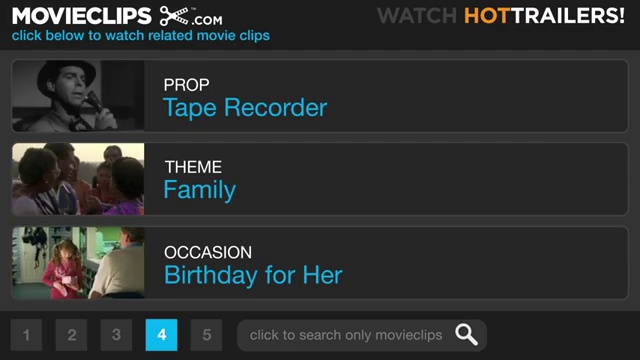 MOVIECLIPS.COM™
WATCH HOTTRAILERS!
click below to watch related movie clips
PROP
Tape Recorder
THEME
Family
OCCASION
Birthday for Her
1 2 3 4 5 click to search only movieclips